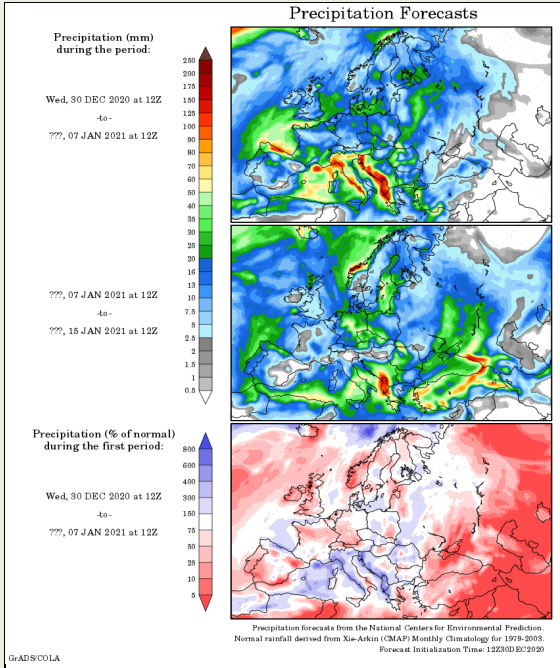 Precipitation Forecasts
Precipitation (mm)
during the period:
Wed, 30 DEC 2020 at 12Z
-to-
???, 07 JAN 2021 at 12Z
250
200
175
150
125
100
90
80
70
60
50
40
35
30
25
20
16
13
10
7.5
5
2.5
2
1.5
1
0.5
???, 07 JAN 2021 at 12Z
-to-
???, 15 JAN 2021 at 12Z
Precipitation (% of normal)
during the first period:
Wed, 30 DEC 2020 at 12Z
-to-
???, 07 JAN 2021 at 12Z
800
600
400
300
150
75
50
25
10
5
Precipitation forecasts from the National Centers for Environmental Prediction.
Normal rainfall derived from Xie-Arkin (CMAP) Monthly Climatology for 1979-2003.
Forecast Initialization Time: 12Z30DEC2020
GrADS/COLA